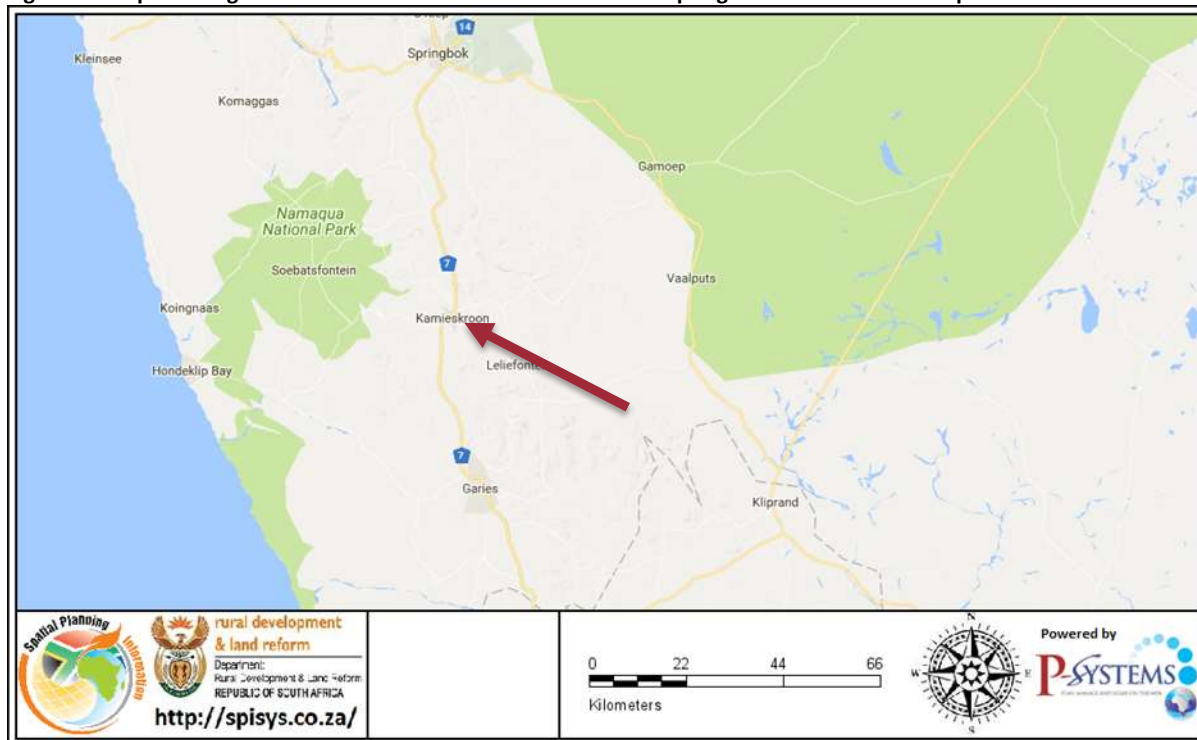 14
Springbok
Kleinsee
Komaggas
Gamoep
Namaqua
National Park
7
Soebatsfontein
Vaalputs
Koingnaas
Kamieskroon
Hondeklip Bay
7
Garies
Kliprand
Spatial Planning
Information
rural development
& land reform
Department:
Rural Development & Land Reform
REPUBLIC OF SOUTH AFRICA
http://spisys.co.za/
0 22 44 66
Kilometers
N
W
E
S
Powered by
P-SYSTEMS